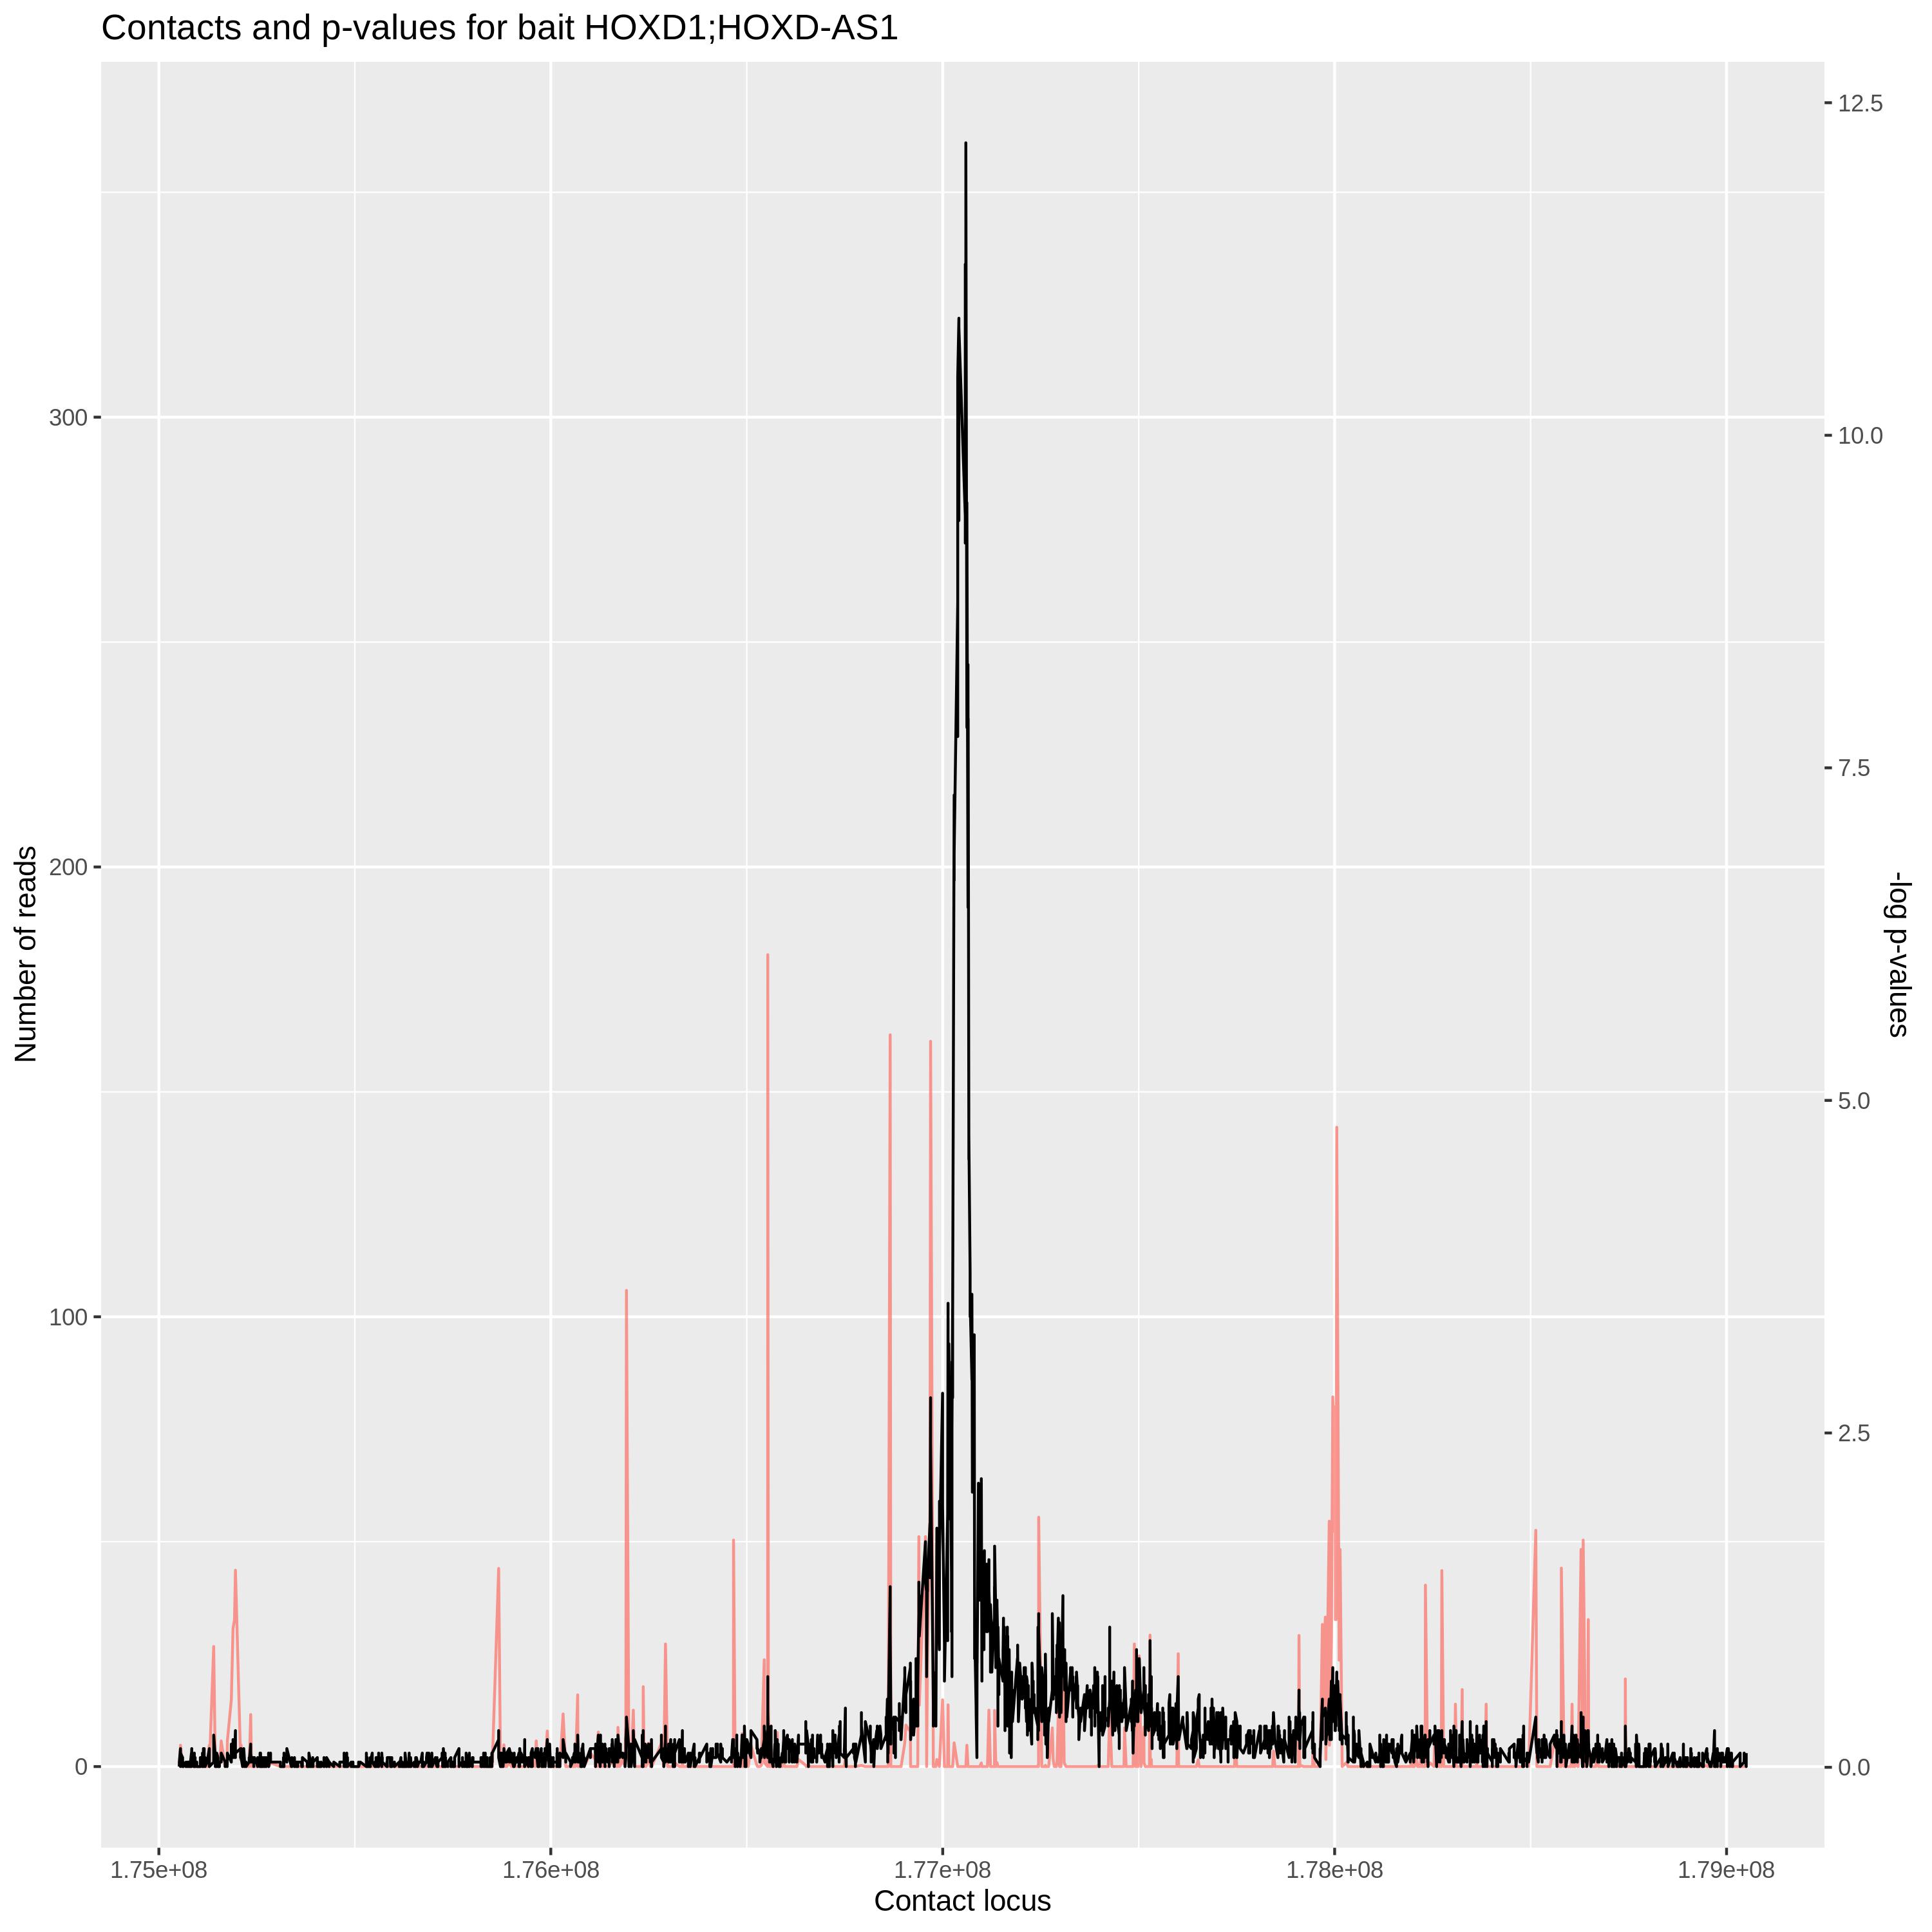 Contacts and p-values for bait HOXD1;HOXD-AS1
Number of reads
300
200
100
0
12.5
10.0
7.5
5.0
2.5
0.0
-log p-values
1.75e+08
1.76e+08
1.77e+08
1.78e+08
1.79e+08
Contact locus